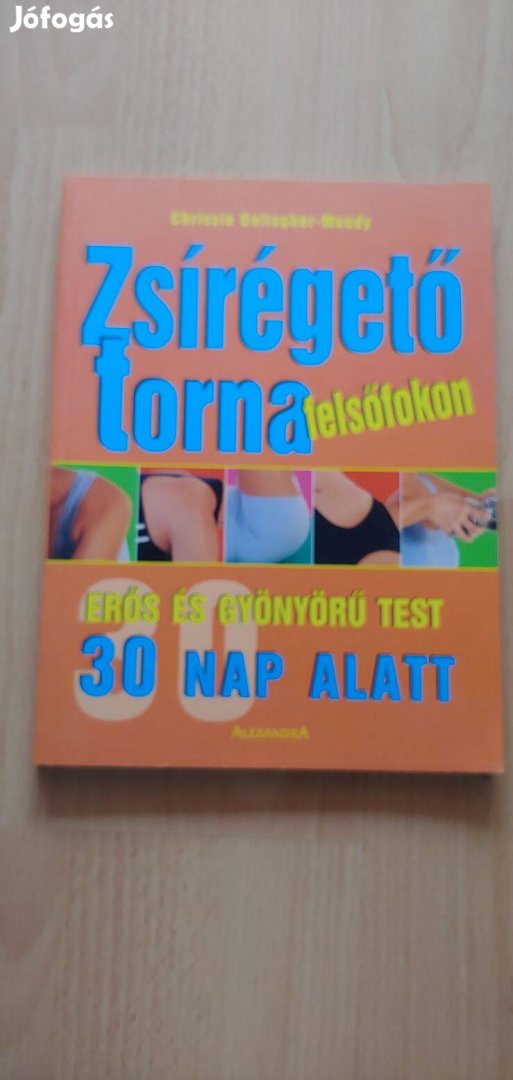 Jófogás
Chrissie Gallagher-Mundy
Zsírégető
torna
felsőfokon
30
ERŐS ÉS GYÖNYÖRŰ TEST
30 NAP ALATT
ALEXANDRA